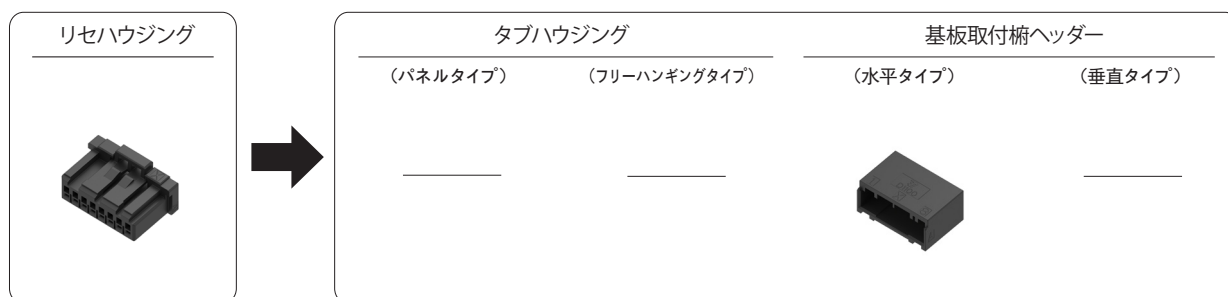 リセハウジング
タブハウジング
基板取付俯ヘッダー
（パネルタイプ）
（フリーハンギングタイプ）
（水平タイプ）
（垂直タイプ）